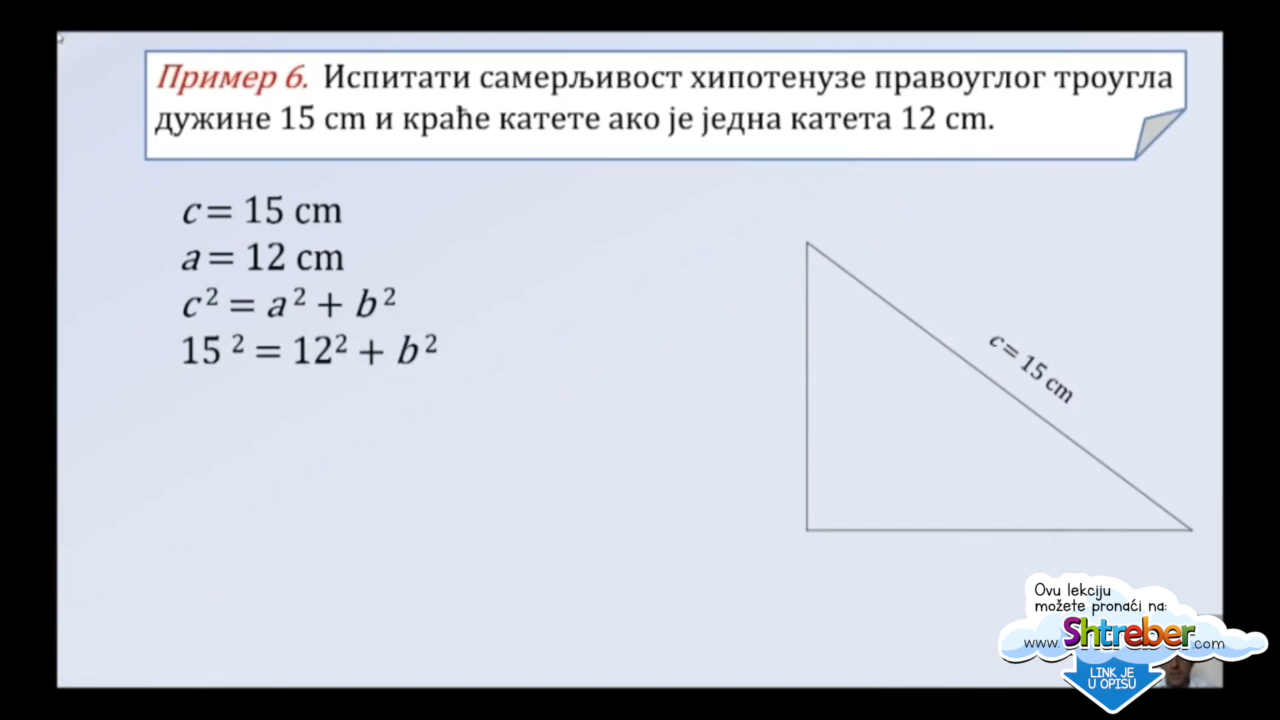 Пример 6. Испитати самерљивост хипотенузе правоуглог троугла
дужине 15 cm и краће катете ако је једна катета 12 cm.
c = 15 cm
a = 12 cm
c² = a² + b²
15 ² = 12² + b²
c = 15 cm
Ovu lekciju
možete pronaći na:
www.Shtreber.com
LINK JE
U OPISU